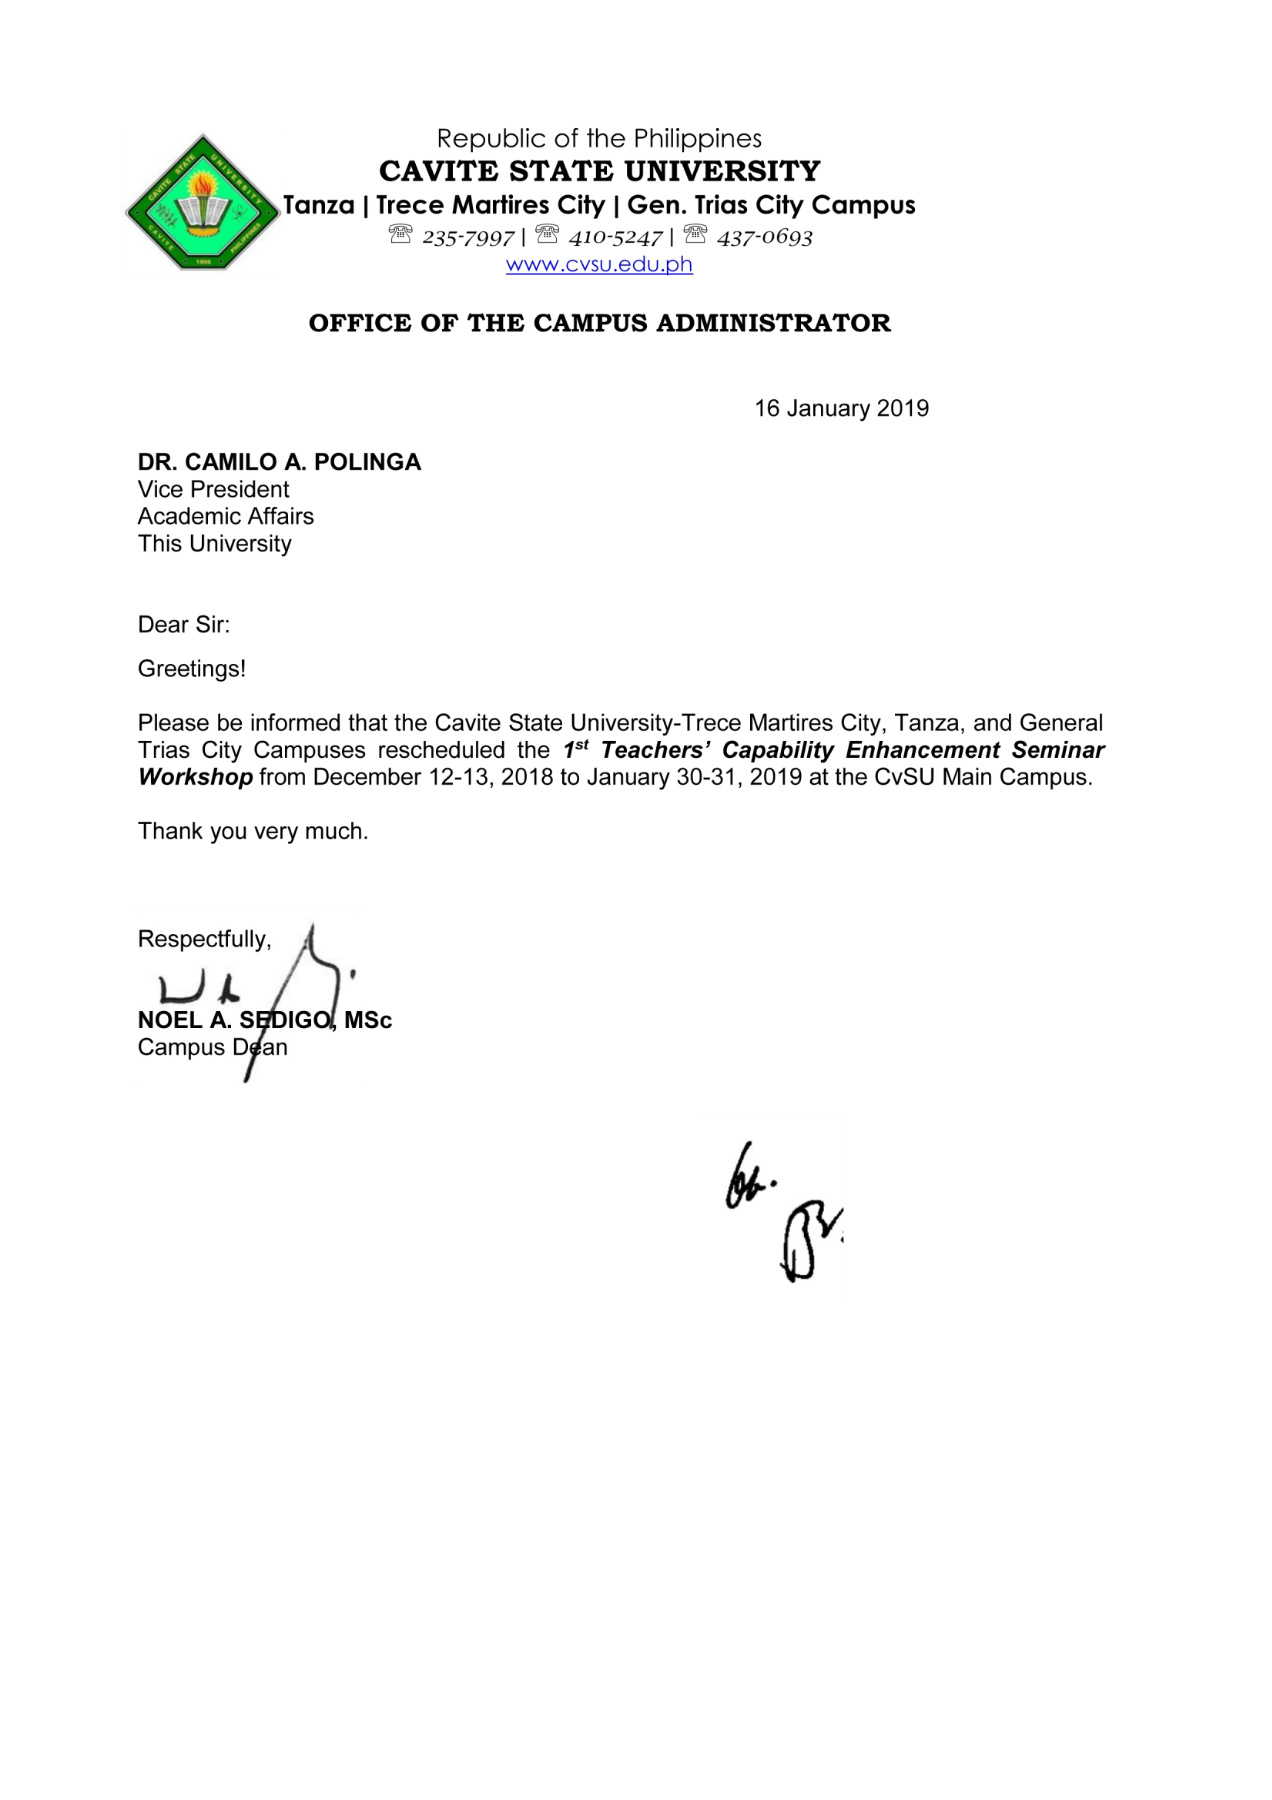 Republic of the Philippines
CAVITE STATE UNIVERSITY
Tanza | Trece Martires City | Gen. Trias City Campus
☏ 235-7997 | ☏ 410-5247 | ☏ 437-0693
www.cvsu.edu.ph
CAVITE STATE UNIVERSITY
CAVITE PHILIPPINES
1906
OFFICE OF THE CAMPUS ADMINISTRATOR
16 January 2019
DR. CAMILO A. POLINGA
Vice President
Academic Affairs
This University
Dear Sir:
Greetings!
Please be informed that the Cavite State University-Trece Martires City, Tanza, and General
Trias City Campuses rescheduled the 1st Teachers’ Capability Enhancement Seminar
Workshop from December 12-13, 2018 to January 30-31, 2019 at the CvSU Main Campus.
Thank you very much.
Respectfully,
NOEL A. SEDIGO, MSc
Campus Dean